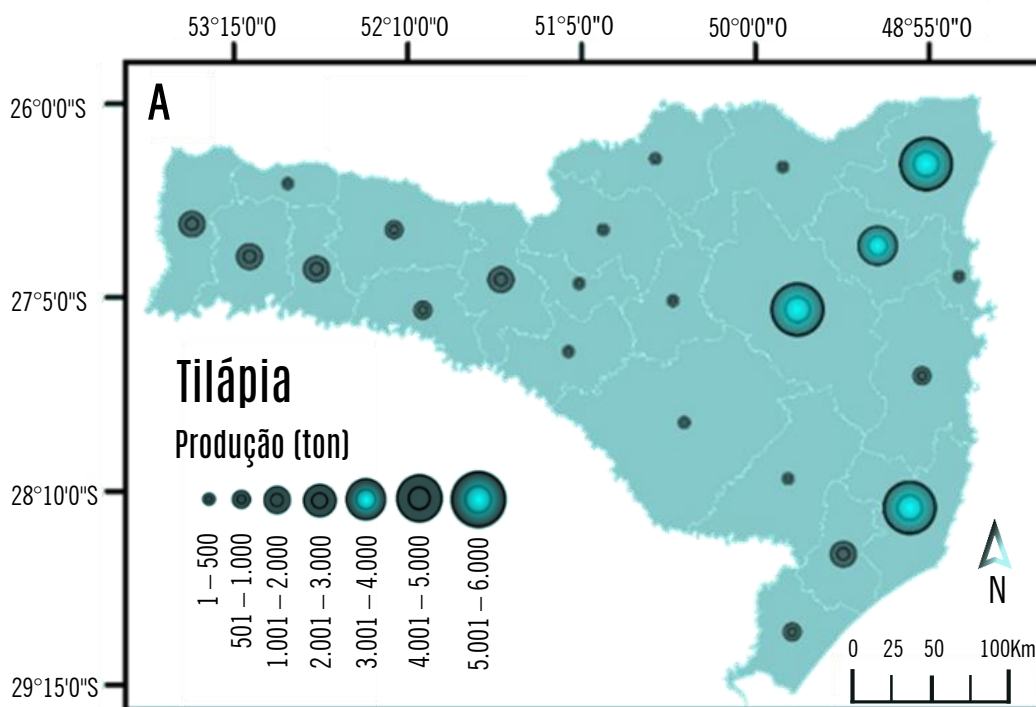 53°15'0"W 52°10'0"W 51°5'0"W 50°0'0"W 48°55'0"W
26°0'0"S
A
27°5'0"S
Tilápia
Produção (ton)
28°10'0"S
1 – 500
501 – 1.000
1.001 – 2.000
2.001 – 3.000
3.001 – 4.000
4.001 – 5.000
5.001 – 6.000
N
0 25 50 100Km
29°15'0"S